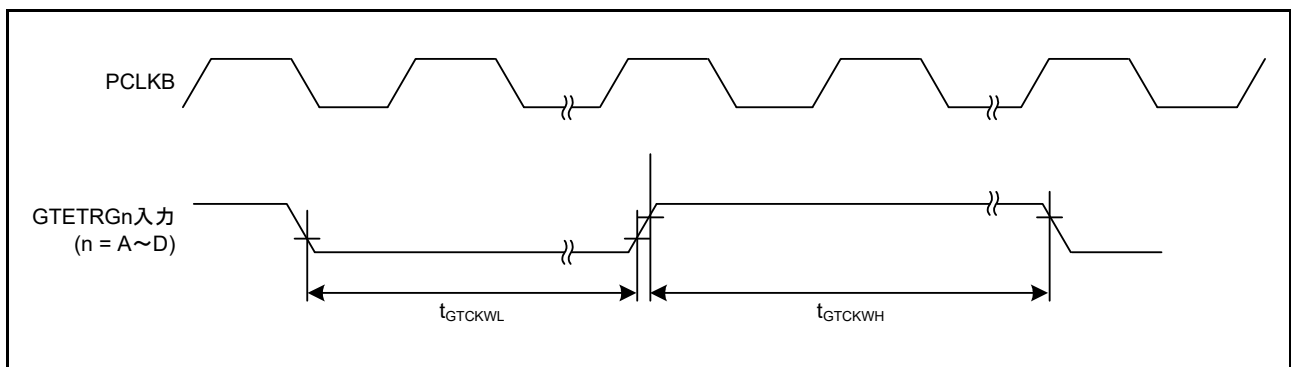 PCLKB
GTETRGn入力
(n = A～D)
tGTCKWL
tGTCKWH